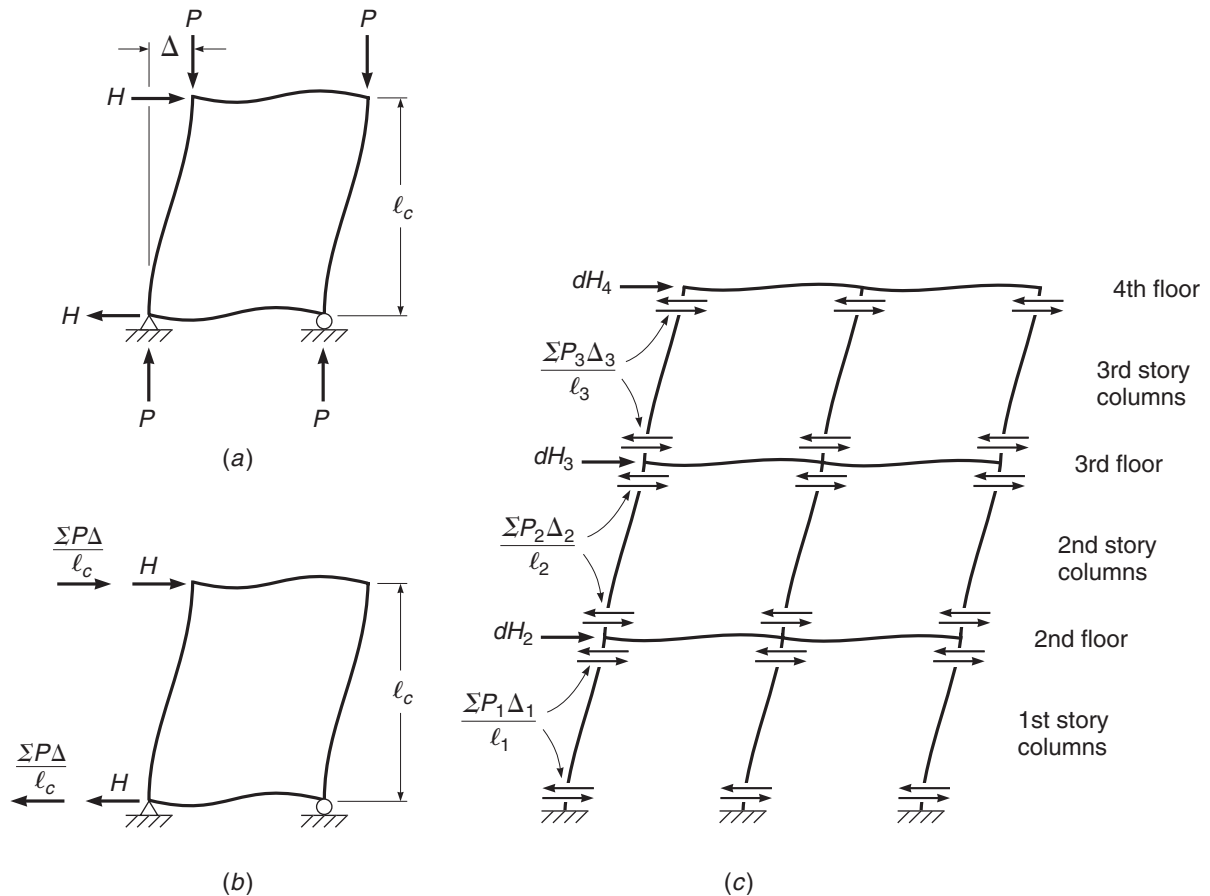 P P
Δ
H
ℓc
H
P P
(a)
ΣPΔ
ℓc
H
ℓc
ΣPΔ
ℓc
H
(b)
dH4
4th floor
ΣP3Δ3
ℓ3
3rd story
columns
dH3
3rd floor
ΣP2Δ2
ℓ2
2nd story
columns
dH2
2nd floor
ΣP1Δ1
ℓ1
1st story
columns
(c)